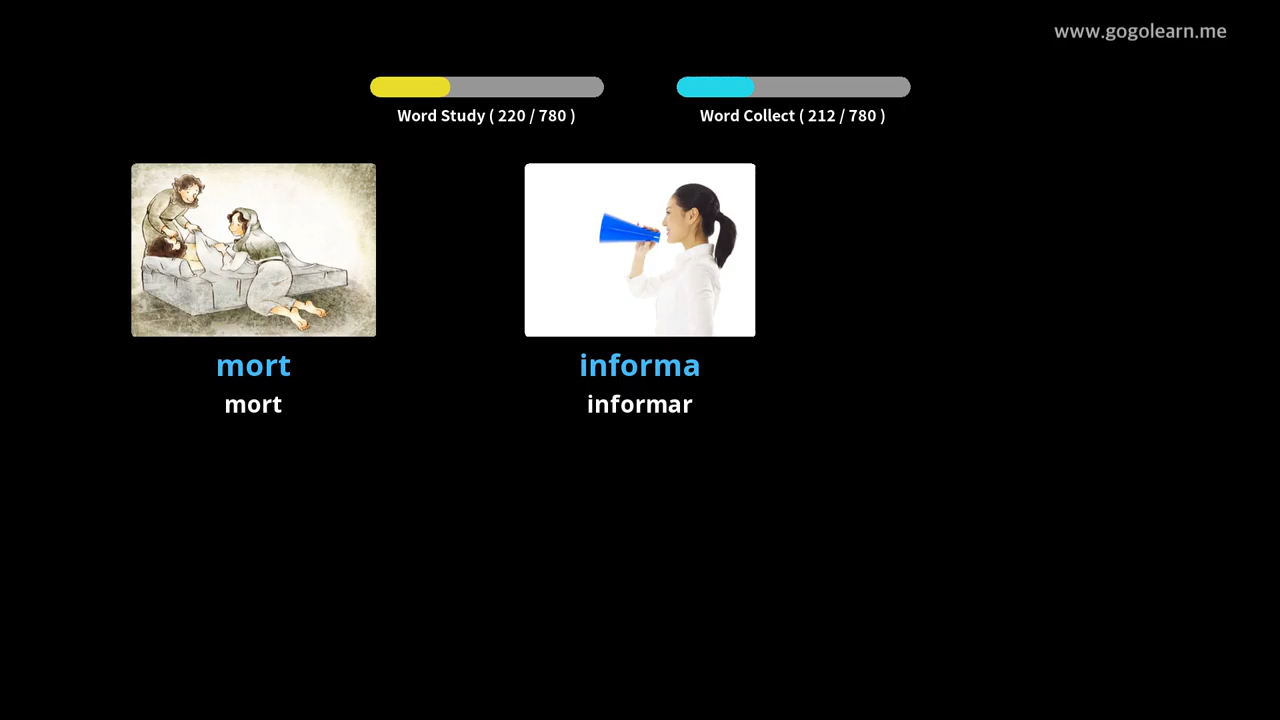 www.gogolearn.me
Word Study ( 220 / 780 )
Word Collect ( 212 / 780 )
mort
mort
informa
informar